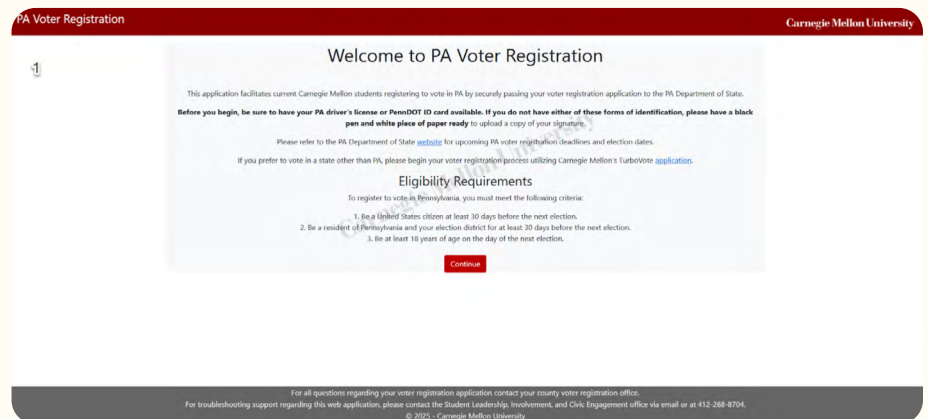 PA Voter Registration
Carnegie Mellon University
1
Welcome to PA Voter Registration
This application facilitates current Carnegie Mellon students registering to vote in PA by securely passing your voter registration application to the PA Department of State.
Before you begin, be sure to have your PA driver's license or PennDOT ID card available. If you do not have either of these forms of identification, please have a black
pen and white piece of paper ready to upload a copy of your signature.
Please refer to the PA Department of State website for upcoming PA voter registration deadlines and election dates.
If you prefer to vote in a state other than PA, please begin your voter registration process utilizing Carnegie Mellon's TurboVote application.
Carnegie Mellon University
Eligibility Requirements
To register to vote in Pennsylvania, you must meet the following criteria:
1. Be a United States citizen at least 30 days before the next election.
2. Be a resident of Pennsylvania and your election district for at least 30 days before the next election.
3. Be at least 18 years of age on the day of the next election.
Continue
For all questions regarding your voter registration application contact your county voter registration office.
For troubleshooting support regarding this web application, please contact the Student Leadership, Involvement, and Civic Engagement office via email or at 412-268-8704.
© 2025 - Carnegie Mellon University